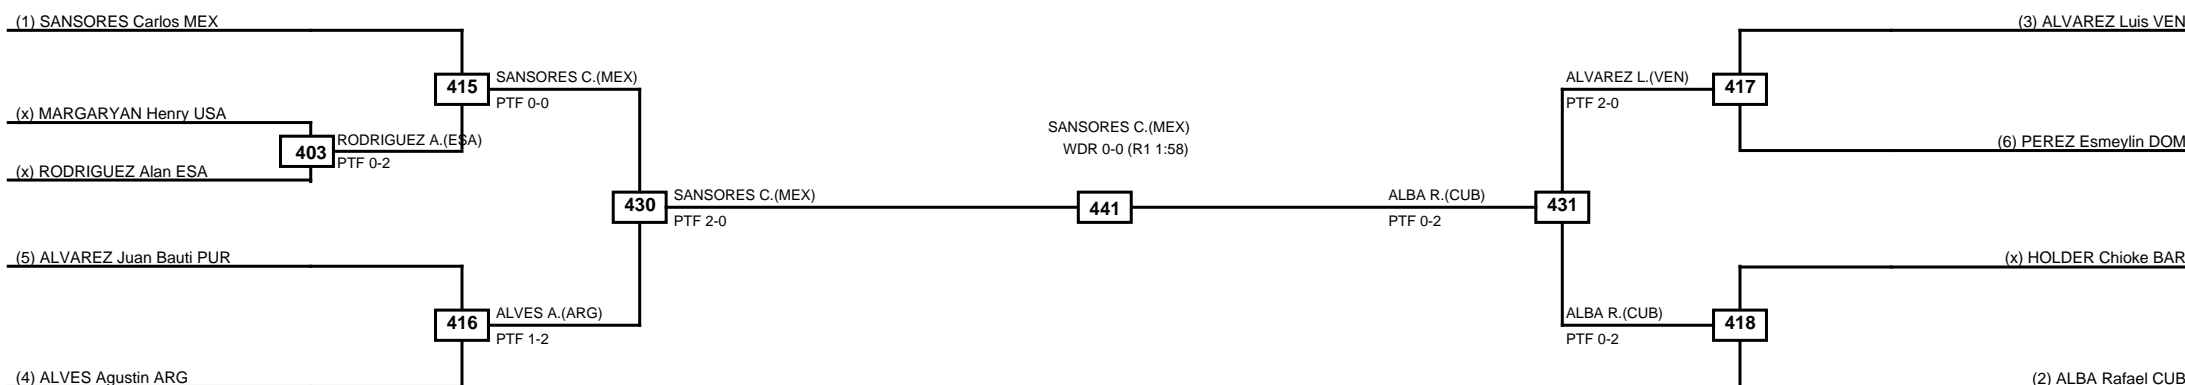 (1) SANSORES Carlos MEX
(3) ALVAREZ Luis VEN
415
SANSORES C.(MEX)
PTF 0-0
ALVAREZ L.(VEN)
PTF 2-0
417
(x) MARGARYAN Henry USA
403
RODRIGUEZ A.(ESA)
PTF 0-2
(x) RODRIGUEZ Alan ESA
SANSORES C.(MEX)
WDR 0-0 (R1 1:58)
(6) PEREZ Esmeylin DOM
430
SANSORES C.(MEX)
PTF 2-0
441
ALBA R.(CUB)
PTF 0-2
431
(5) ALVAREZ Juan Bauti PUR
(x) HOLDER Chioke BAR
416
ALVES A.(ARG)
PTF 1-2
ALBA R.(CUB)
PTF 0-2
418
(4) ALVES Agustin ARG
(2) ALBA Rafael CUB